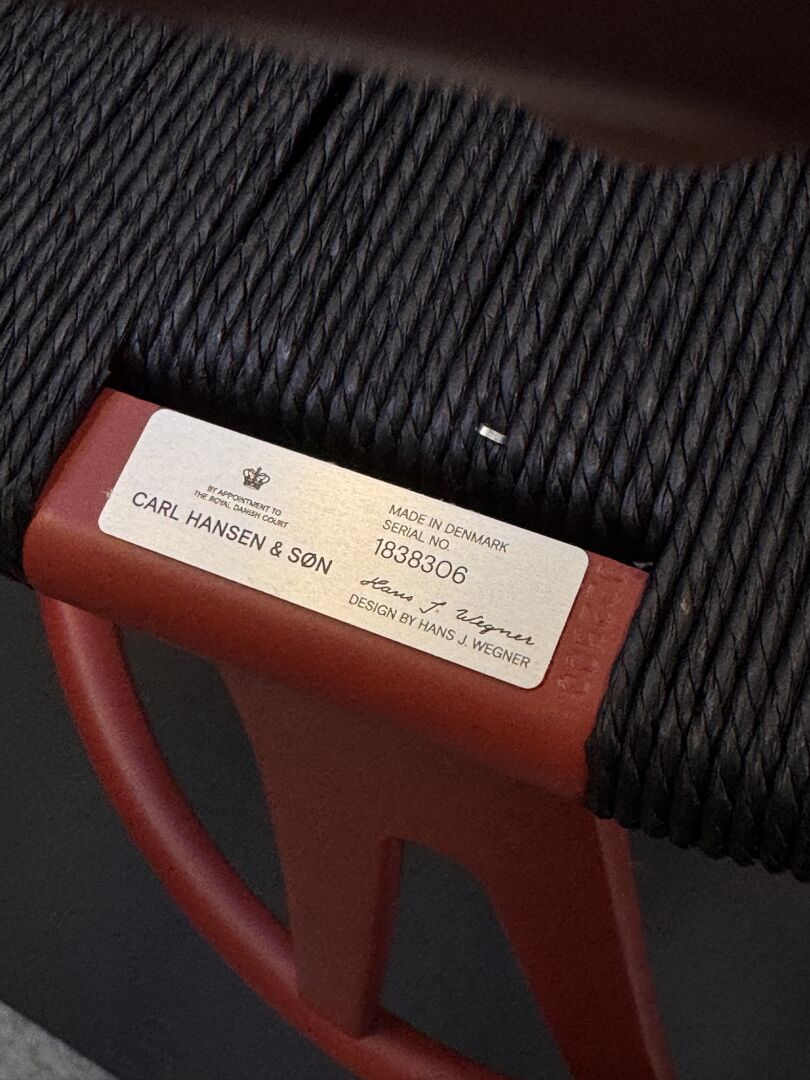 BY APPOINTMENT TO
THE ROYAL DANISH COURT
CARL HANSEN & SØN
MADE IN DENMARK
SERIAL NO.
1838306
Hans J. Wegner
DESIGN BY HANS J. WEGNER